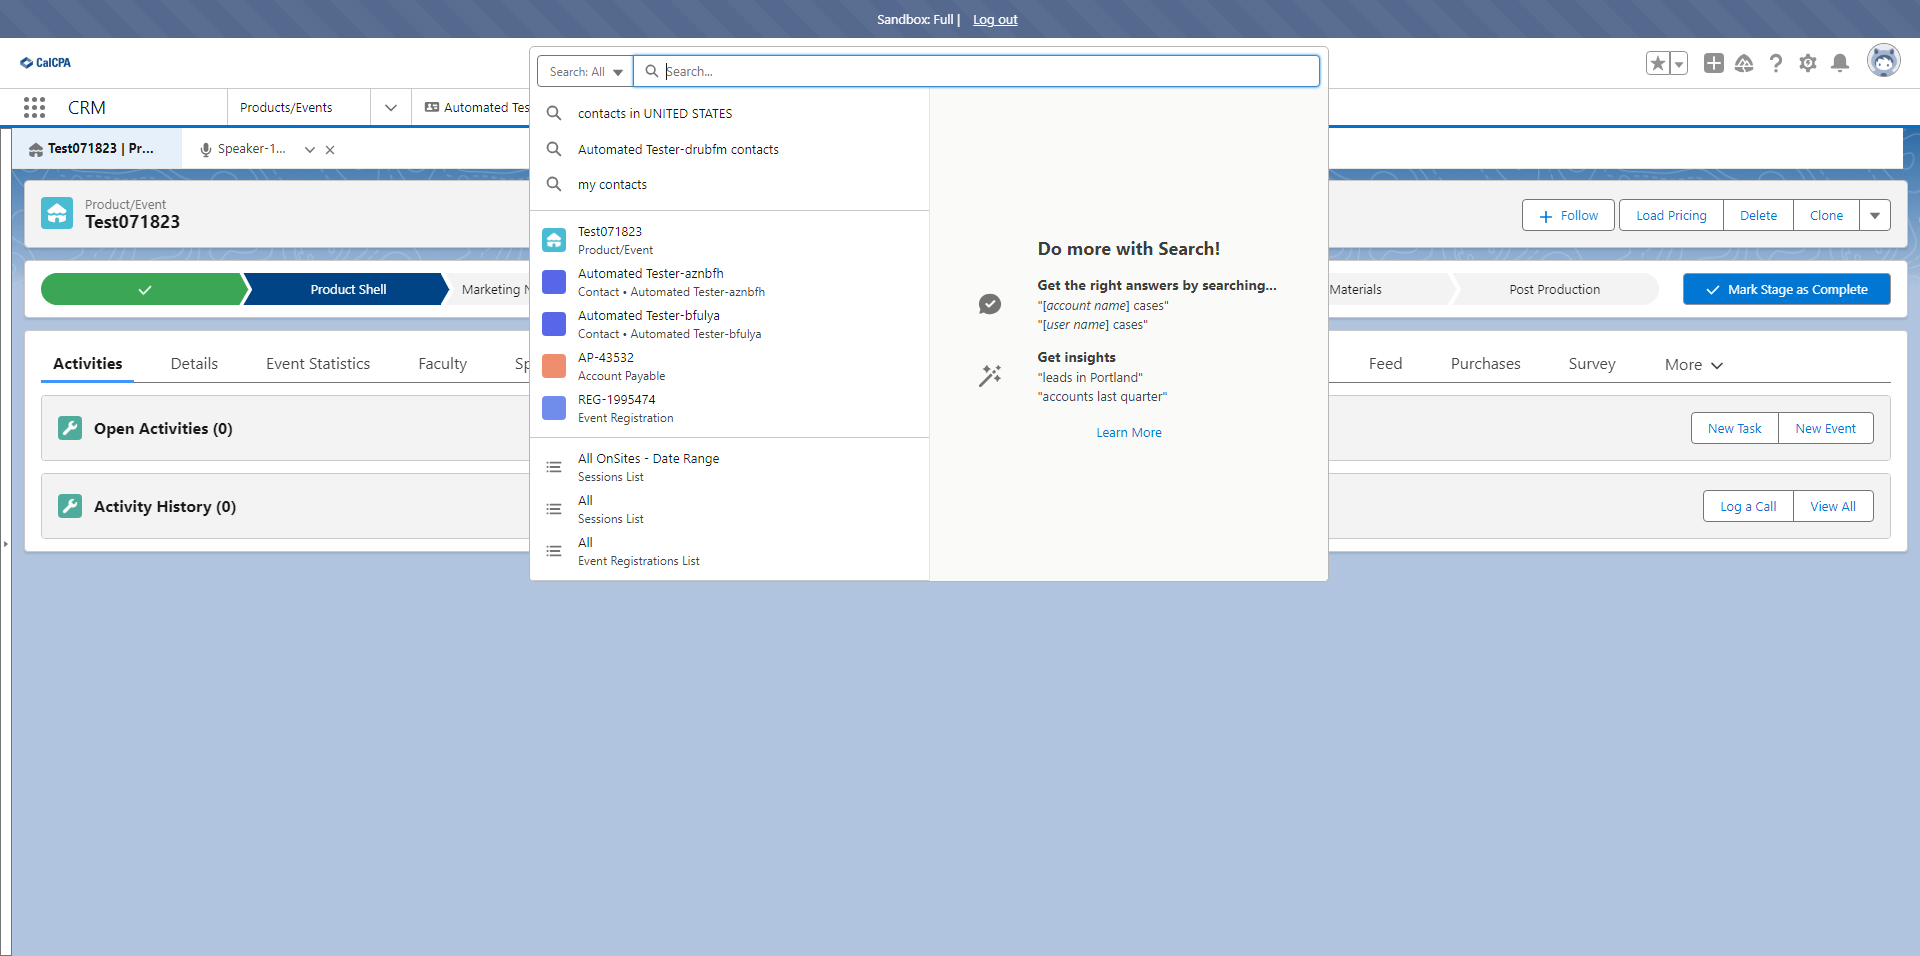 Sandbox: Full | Log out
CalCPA
Search: All
Search...
CRM
Products/Events
Automated Tes
Test071823 | Pr...
Speaker-1...
contacts in UNITED STATES
Automated Tester-drubfm contacts
my contacts
Product/Event
Test071823
Follow
Load Pricing
Delete
Clone
Test071823
Product/Event
Automated Tester-aznbfh
Contact • Automated Tester-aznbfh
Automated Tester-bfulya
Contact • Automated Tester-bfulya
AP-43532
Account Payable
REG-1995474
Event Registration
All OnSites - Date Range
Sessions List
All
Sessions List
All
Event Registrations List
Do more with Search!
Get the right answers by searching...
"[account name] cases"
"[user name] cases"
Get insights
"leads in Portland"
"accounts last quarter"
Learn More
Product Shell
Marketing N
Materials
Post Production
Mark Stage as Complete
Activities
Details
Event Statistics
Faculty
Sp
Feed
Purchases
Survey
More
Open Activities (0)
New Task
New Event
Activity History (0)
Log a Call
View All